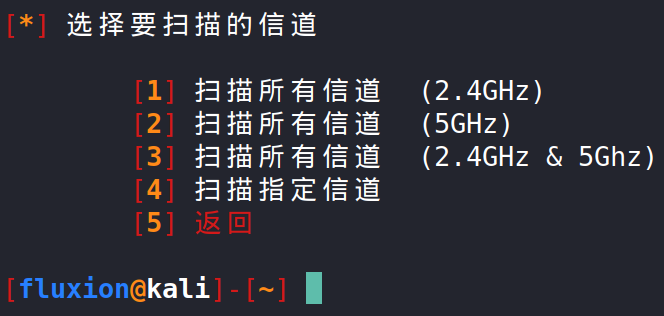 [*] 选择要扫描的信道
[1] 扫描所有信道 (2.4GHz)
[2] 扫描所有信道 (5GHz)
[3] 扫描所有信道 (2.4GHz & 5Ghz)
[4] 扫描指定信道
[5] 返回
[fluxion@kali]-[~]